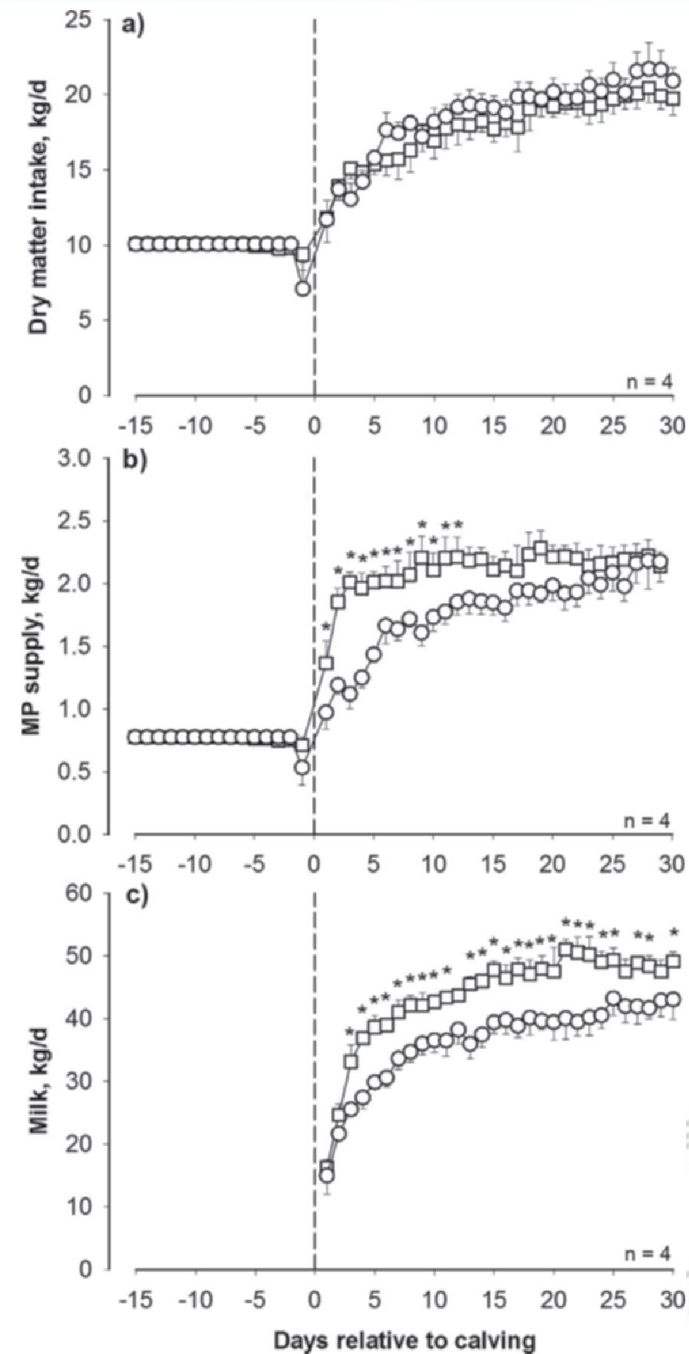 a)
25
20
15
10
5
0
Dry matter intake, kg/d
n = 4
-15 -10 -5 0 5 10 15 20 25 30
b)
3.0
2.5
2.0
1.5
1.0
0.5
0.0
MP supply, kg/d
* * * * * * * * * * * *
n = 4
-15 -10 -5 0 5 10 15 20 25 30
c)
60
50
40
30
20
10
0
Milk, kg/d
* * * * * * * * * * * * * * * * * * * * * * * * *
n = 4
-15 -10 -5 0 5 10 15 20 25 30
Days relative to calving